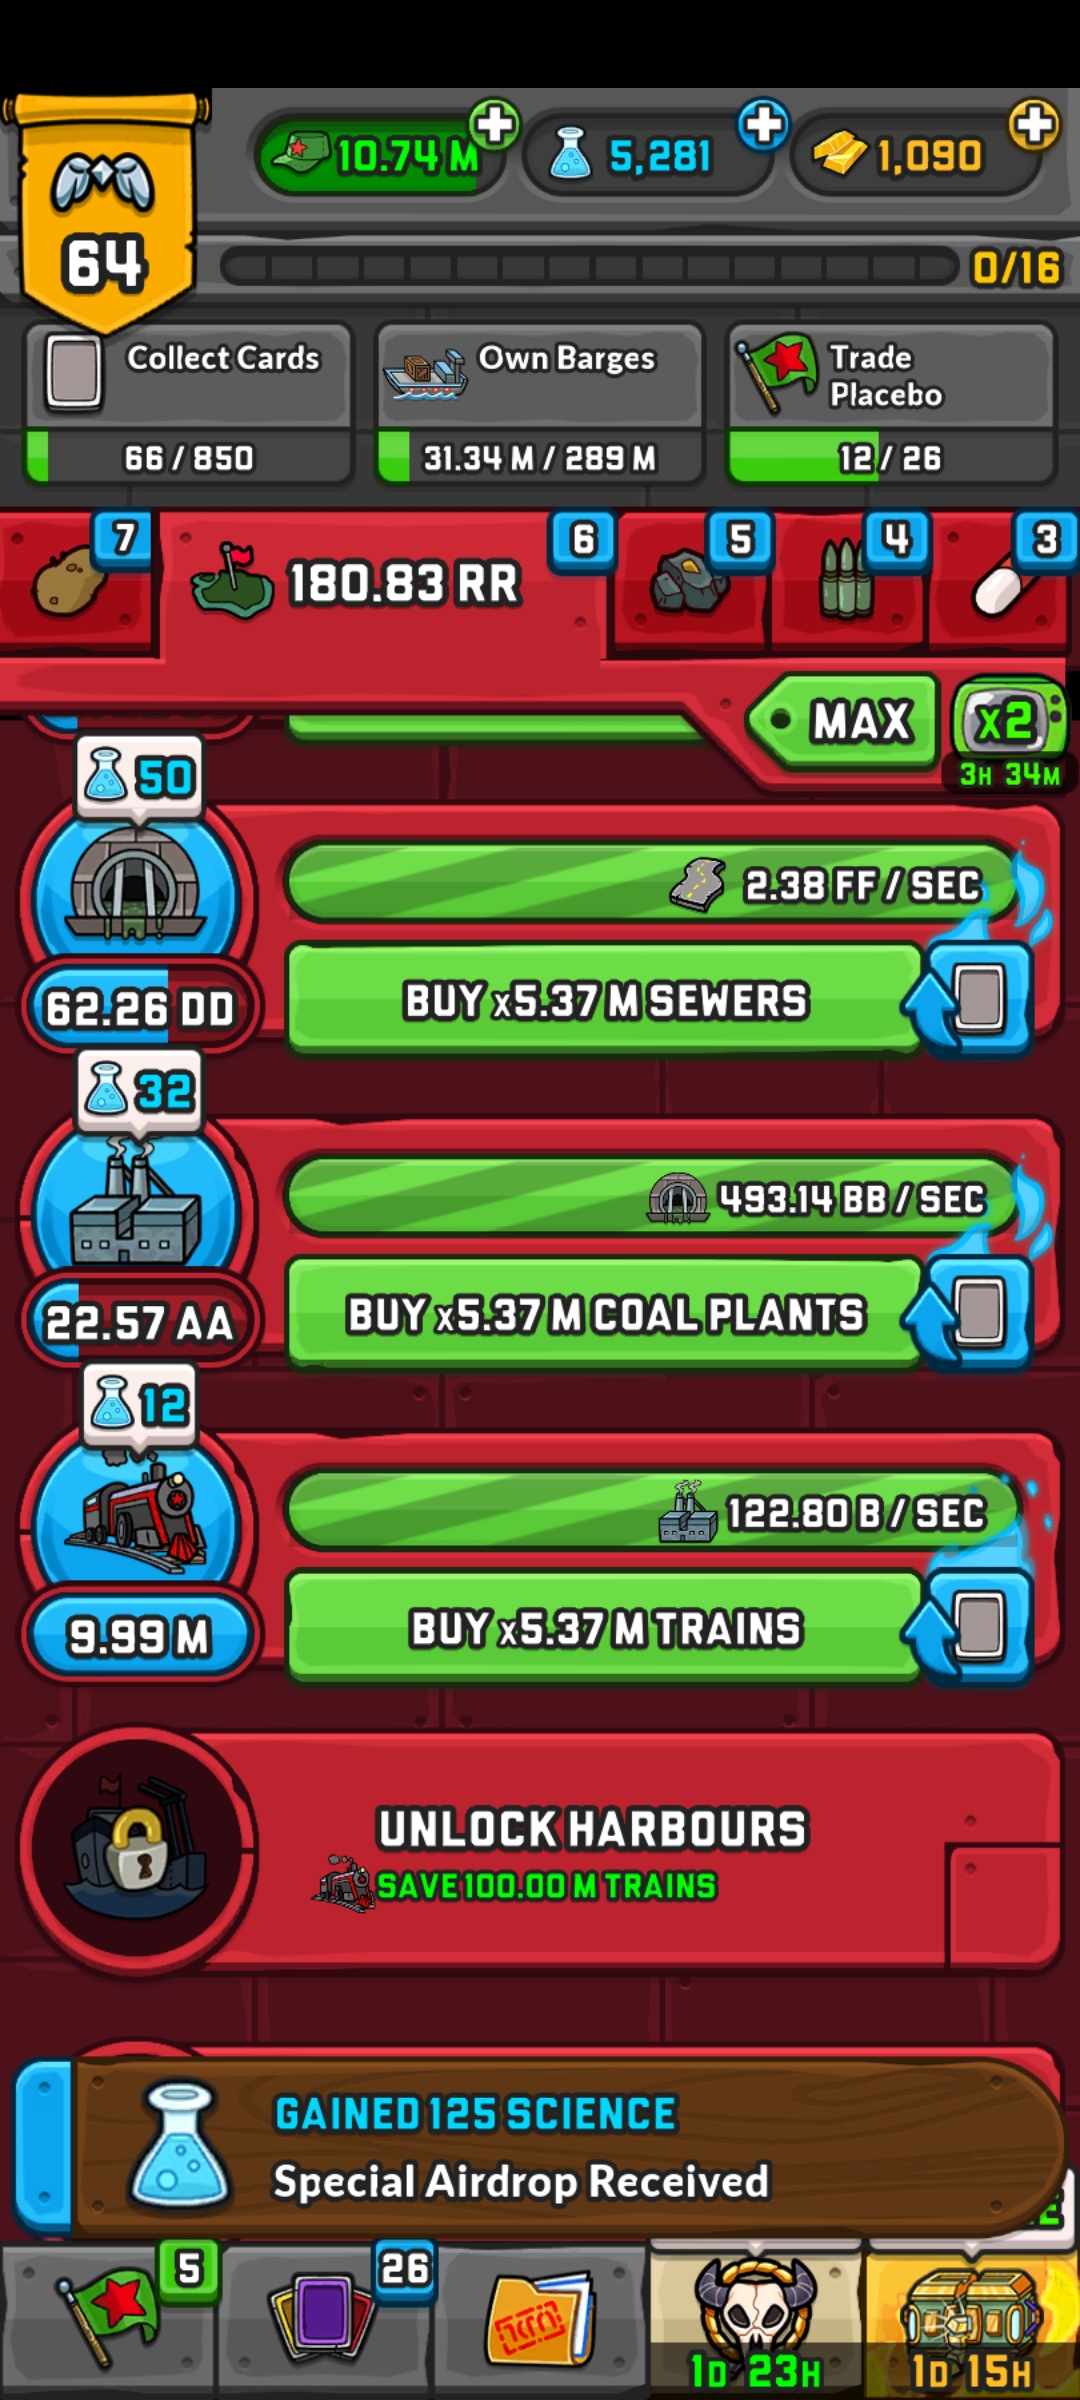 10.74 M
5,281
1,090
64
0/16
Collect Cards
66 / 850
Own Barges
31.34 M / 289 M
Trade
Placebo
12 / 26
7
180.83 RR
6
5
4
3
MAX
x2
3H 34M
50
2.38 FF / SEC
62.26 DD
BUY x5.37 M SEWERS
32
493.14 BB / SEC
22.57 AA
BUY x5.37 M COAL PLANTS
12
122.80 B / SEC
9.99 M
BUY x5.37 M TRAINS
UNLOCK HARBOURS
SAVE 100.00 M TRAINS
GAINED 125 SCIENCE
Special Airdrop Received
5
26
1D 23H
1D 15H